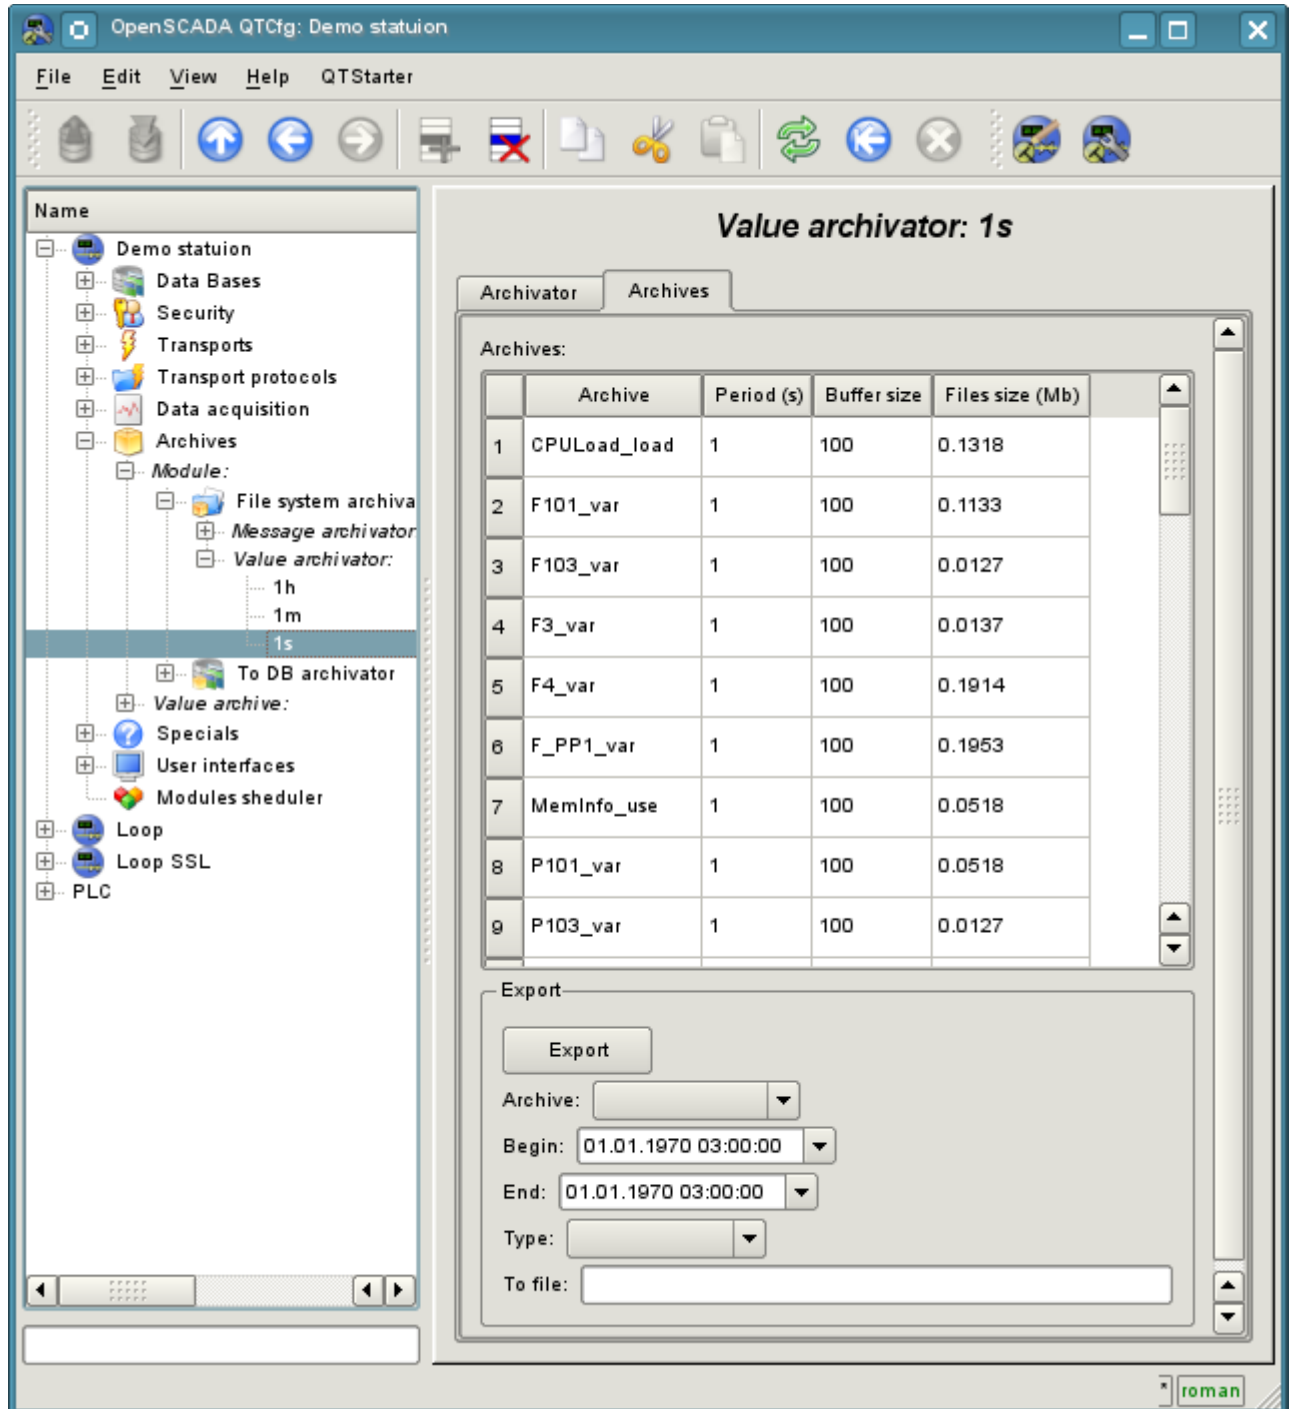 OpenSCADA QTCfg: Demo statuion
File Edit View Help QTStarter
Name
Demo statuion
Data Bases
Security
Transports
Transport protocols
Data acquisition
Archives
Module:
File system archiva
Message archivator
Value archivator:
1h
1m
1s
To DB archivator
Value archive:
Specials
User interfaces
Modules sheduler
Loop
Loop SSL
PLC
Value archivator: 1s
Archivator Archives
Archives:
Archive Period (s) Buffer size Files size (Mb)
1 CPULoad_load 1 100 0.1318
2 F101_var 1 100 0.1133
3 F103_var 1 100 0.0127
4 F3_var 1 100 0.0137
5 F4_var 1 100 0.1914
6 F_PP1_var 1 100 0.1953
7 MemInfo_use 1 100 0.0518
8 P101_var 1 100 0.0518
9 P103_var 1 100 0.0127
Export
Export
Archive:
Begin: 01.01.1970 03:00:00
End: 01.01.1970 03:00:00
Type:
To file:
* roman